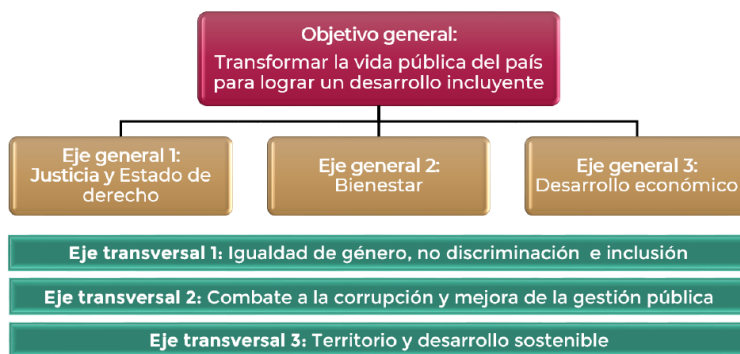 Objetivo general:
Transformar la vida pública del país
para lograr un desarrollo incluyente
Eje general 1:
Justicia y Estado de
derecho
Eje general 2:
Bienestar
Eje general 3:
Desarrollo económico
Eje transversal 1: Igualdad de género, no discriminación e inclusión
Eje transversal 2: Combate a la corrupción y mejora de la gestión pública
Eje transversal 3: Territorio y desarrollo sostenible